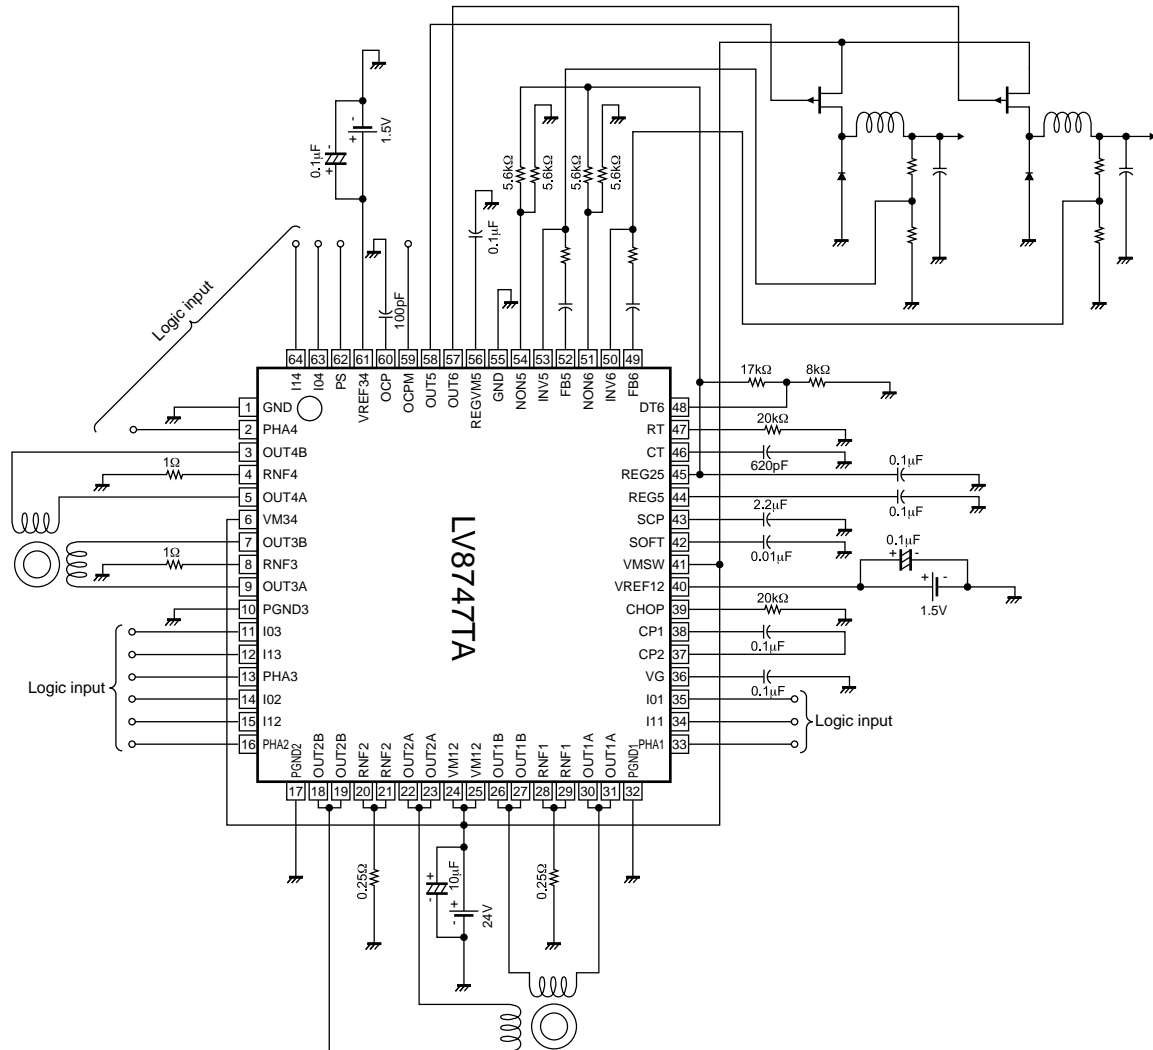 -
1.5V
+
-
0.1μF
+
5.6kΩ
5.6kΩ
5.6kΩ
5.6kΩ
0.1μF
100pF
Logic input
64
63
62
61
60
59
58
57
56
55
54
53
52
51
50
49
I14
I04
PS
VREF34
OCP
OCPM
OUT5
OUT6
REGVM5
GND
NON5
INV5
FB5
NON6
INV6
FB6
17kΩ
8kΩ
1 GND
2 PHA4
3 OUT4B
1Ω
4 RNF4
5 OUT4A
6 VM34
7 OUT3B
1Ω
8 RNF3
9 OUT3A
10 PGND3
11 I03
12 I13
13 PHA3
14 I02
15 I12
16 PHA2
Logic input
LV8747TA
DT6 48
RT 47
20kΩ
CT 46
620pF
REG25 45
0.1μF
REG5 44
0.1μF
SCP 43
2.2μF
SOFT 42
0.01μF
VMSW 41
0.1μF
+ -
VREF12 40
+ -
1.5V
CHOP 39
20kΩ
CP1 38
0.1μF
CP2 37
VG 36
0.1μF
I01 35
I11 34
PHA1 33
Logic input
PGND2
OUT2B
OUT2B
RNF2
RNF2
OUT2A
OUT2A
VM12
VM12
OUT1B
OUT1B
RNF1
RNF1
OUT1A
OUT1A
PGND1
17
18
19
20
21
22
23
24
25
26
27
28
29
30
31
32
0.25Ω
+
10μF
-
+
24V
-
0.25Ω